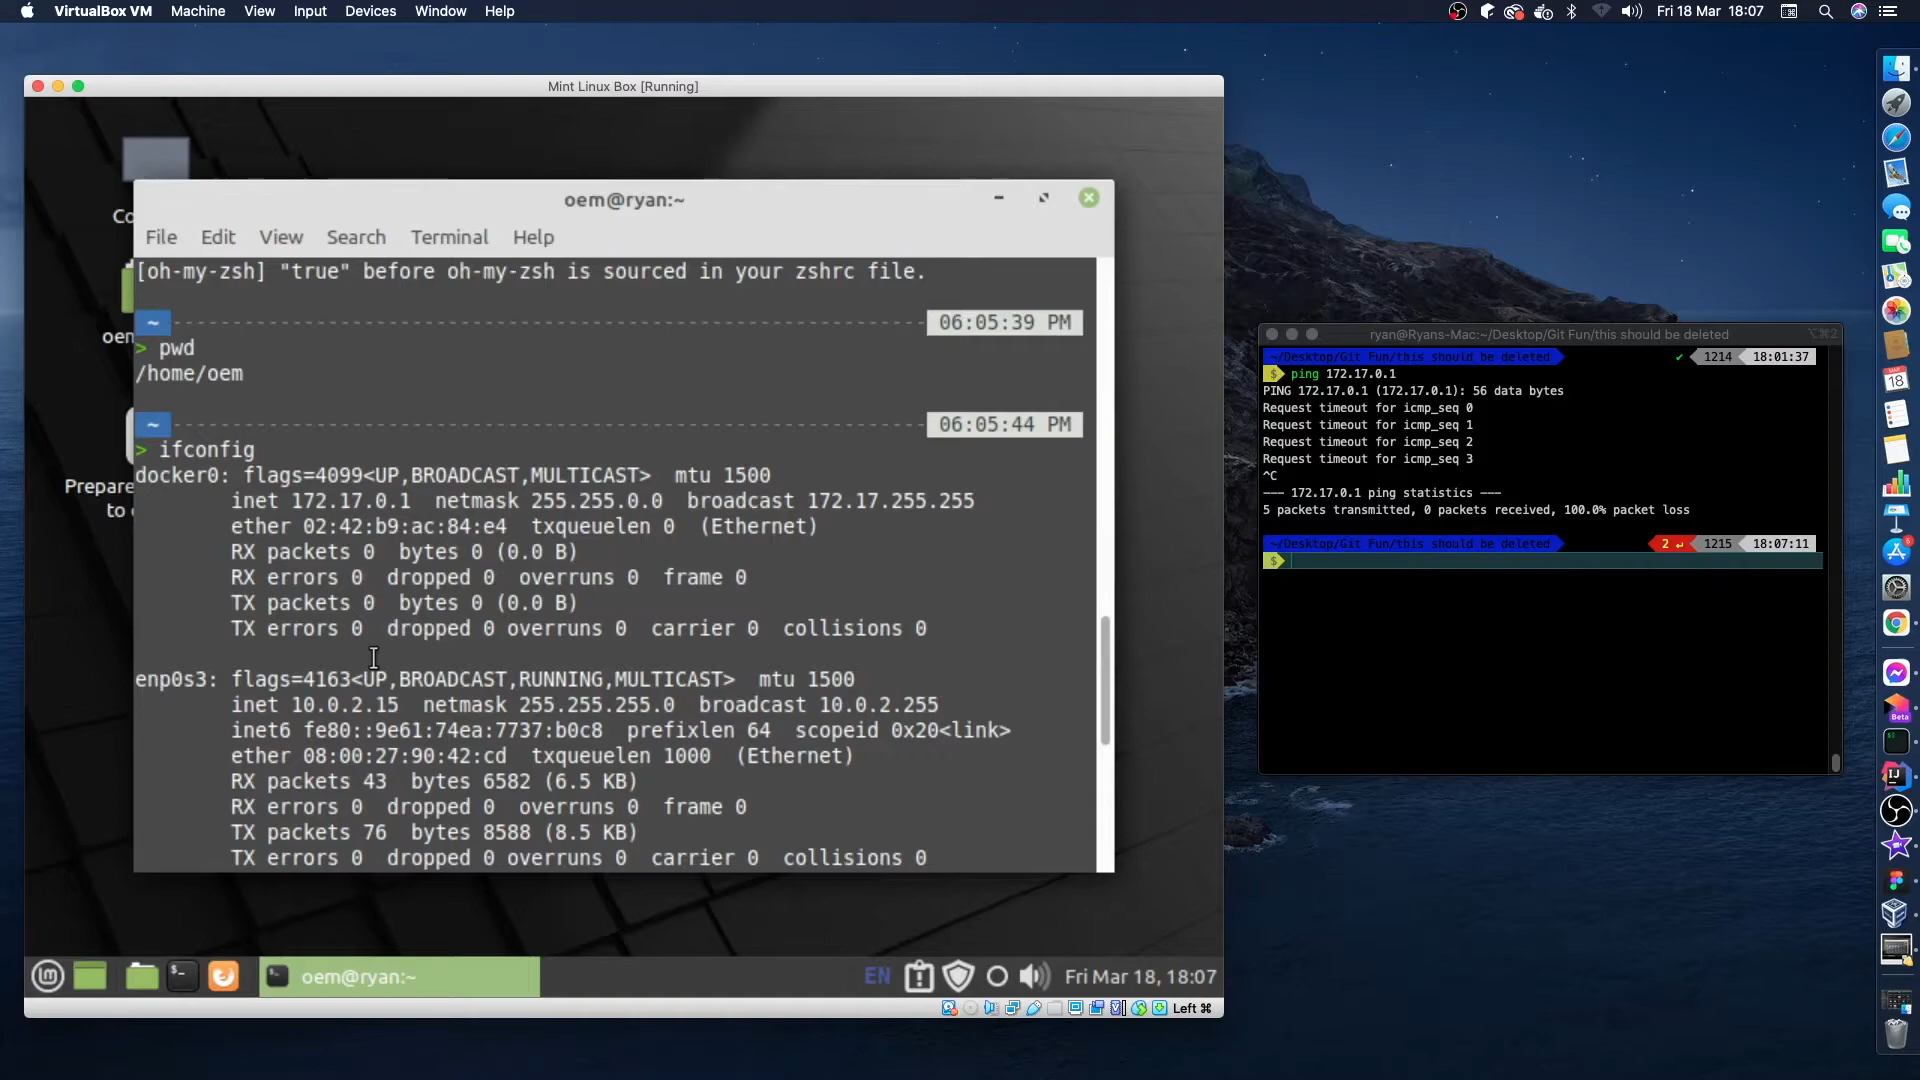 VirtualBox VM Machine View Input Devices Window Help
Fri 18 Mar 18:07
Mint Linux Box [Running]
Co
oem
Prepare
to o
oem@ryan:~
File Edit View Search Terminal Help
[oh-my-zsh] "true" before oh-my-zsh is sourced in your zshrc file.
~ 06:05:39 PM
> pwd
/home/oem
~ 06:05:44 PM
> ifconfig
docker0: flags=4099<UP,BROADCAST,MULTICAST> mtu 1500
inet 172.17.0.1 netmask 255.255.0.0 broadcast 172.17.255.255
ether 02:42:b9:ac:84:e4 txqueuelen 0 (Ethernet)
RX packets 0 bytes 0 (0.0 B)
RX errors 0 dropped 0 overruns 0 frame 0
TX packets 0 bytes 0 (0.0 B)
TX errors 0 dropped 0 overruns 0 carrier 0 collisions 0
enp0s3: flags=4163<UP,BROADCAST,RUNNING,MULTICAST> mtu 1500
inet 10.0.2.15 netmask 255.255.255.0 broadcast 10.0.2.255
inet6 fe80::9e61:74ea:7737:b0c8 prefixlen 64 scopeid 0x20<link>
ether 08:00:27:90:42:cd txqueuelen 1000 (Ethernet)
RX packets 43 bytes 6582 (6.5 KB)
RX errors 0 dropped 0 overruns 0 frame 0
TX packets 76 bytes 8588 (8.5 KB)
TX errors 0 dropped 0 overruns 0 carrier 0 collisions 0
oem@ryan:~
EN
Fri Mar 18, 18:07
Left ⌘
ryan@Ryans-Mac:~/Desktop/Git Fun/this should be deleted ⌥⌘2
~/Desktop/Git Fun/this should be deleted ✔ 1214 18:01:37
$ ping 172.17.0.1
PING 172.17.0.1 (172.17.0.1): 56 data bytes
Request timeout for icmp_seq 0
Request timeout for icmp_seq 1
Request timeout for icmp_seq 2
Request timeout for icmp_seq 3
^C
--- 172.17.0.1 ping statistics ---
5 packets transmitted, 0 packets received, 100.0% packet loss
~/Desktop/Git Fun/this should be deleted 2 ↵ 1215 18:07:11
$
18
Beta
IJ